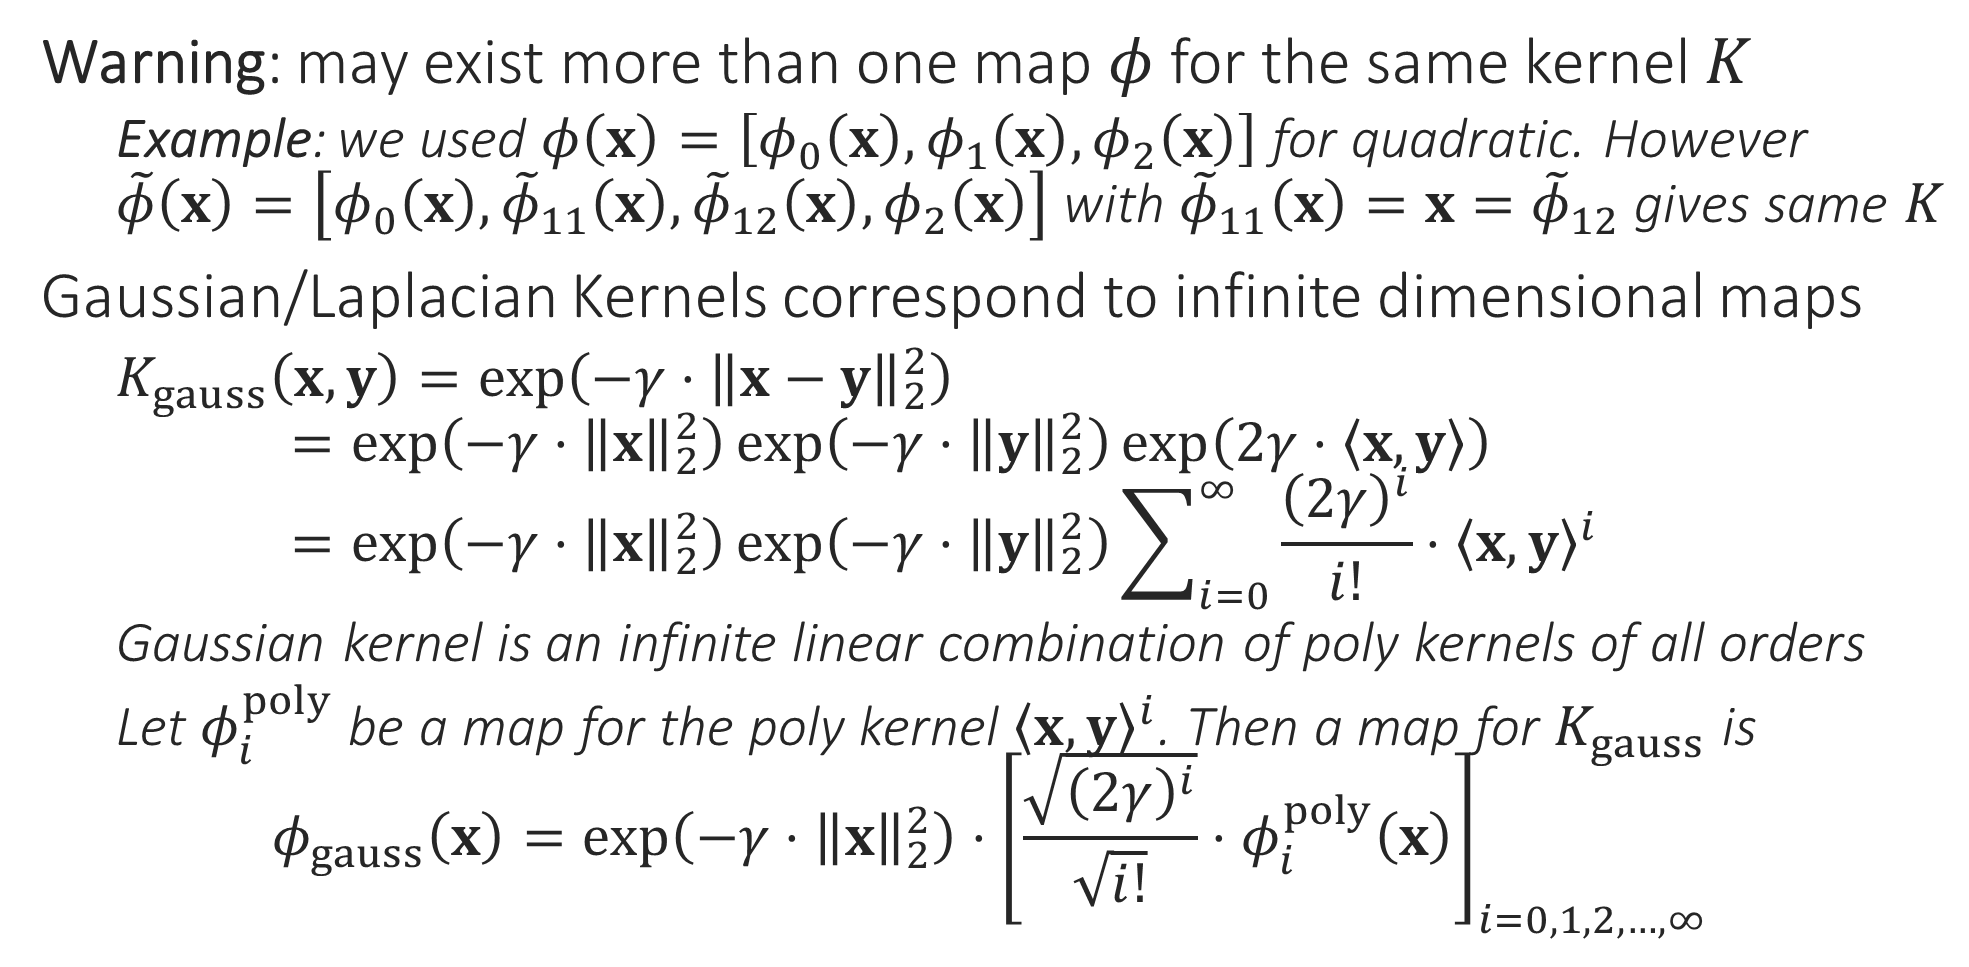 Warning: may exist more than one map ϕ for the same kernel K
Example: we used ϕ(𝐱) = [ϕ₀(𝐱), ϕ₁(𝐱), ϕ₂(𝐱)] for quadratic. However
ϕ̃(𝐱) = [ϕ₀(𝐱), ϕ̃₁₁(𝐱), ϕ̃₁₂(𝐱), ϕ₂(𝐱)] with ϕ̃₁₁(𝐱) = 𝐱 = ϕ̃₁₂ gives same K
Gaussian/Laplacian Kernels correspond to infinite dimensional maps
K_gauss(𝐱, 𝐲) = exp(−γ · ‖𝐱 − 𝐲‖₂²)
= exp(−γ · ‖𝐱‖₂²) exp(−γ · ‖𝐲‖₂²) exp(2γ · ⟨𝐱, 𝐲⟩)
= exp(−γ · ‖𝐱‖₂²) exp(−γ · ‖𝐲‖₂²) ∑_{i=0}^{∞} (2γ)^i / i! · ⟨𝐱, 𝐲⟩^i
Gaussian kernel is an infinite linear combination of poly kernels of all orders
Let ϕ_i^poly be a map for the poly kernel ⟨𝐱, 𝐲⟩^i. Then a map for K_gauss is
ϕ_gauss(𝐱) = exp(−γ · ‖𝐱‖₂²) · [√((2γ)^i) / √(i!) · ϕ_i^poly(𝐱)]_{i=0,1,2,…,∞}